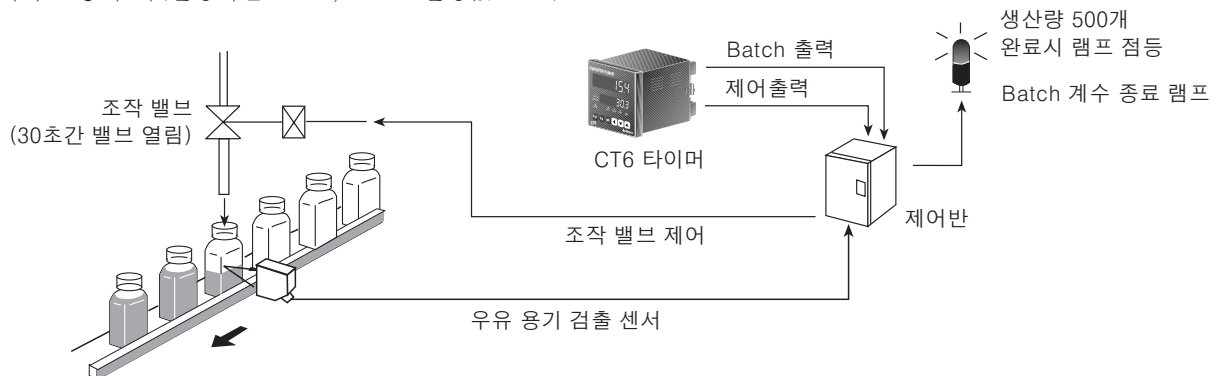 생산량 500개
완료시 램프 점등
Batch 계수 종료 램프
Batch 출력
제어출력
CT6 타이머
조작 밸브
(30초간 밸브 열림)
제어반
조작 밸브 제어
우유 용기 검출 센서
154
30.3